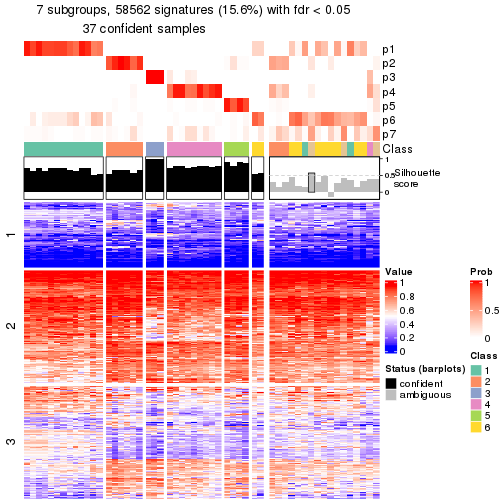 7 subgroups, 58562 signatures (15.6%) with fdr < 0.05
37 confident samples
p1
p2
p3
p4
p5
p6
p7
Class
1
0.5
0
Silhouette
score
1
2
3
Value
1
0.8
0.6
0.4
0.2
0
Status (barplots)
confident
ambiguous
Prob
1
0.5
0
Class
1
2
3
4
5
6